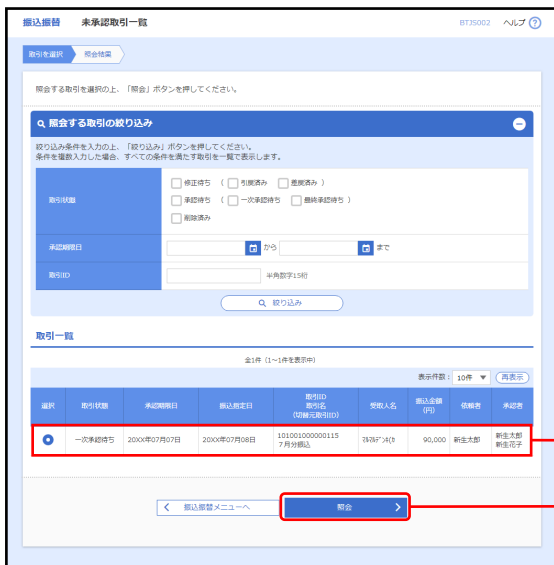 振込振替 未承認取引一覧 BTJS002 ヘルプ ?
取引を選択 照会結果
照会する取引を選択の上、「照会」ボタンを押してください。
照会する取引の絞り込み
絞り込み条件を入力の上、「絞り込み」ボタンを押してください。
条件を複数入力した場合、すべての条件を満たす取引を一覧で表示します。
取引状態
修正待ち ( 引戻済み 差戻済み )
承認待ち ( 一次承認待ち 最終承認待ち )
削除済み
承認期限日 から まで
取引ID 半角数字15桁
絞り込み
取引一覧
全1件 (1~1件を表示中)
表示件数: 10件 再表示
選択 取引状態 承認期限日 振込指定日 取引ID 取引名 (切替元取引ID) 受取人名 振込金額 (円) 依頼者 承認者
一次承認待ち 20XX年07月07日 20XX年07月08日 101001000000115 7月分振込 90,000 新生太郎 新生太郎 新生花子
振込振替メニューへ 照会